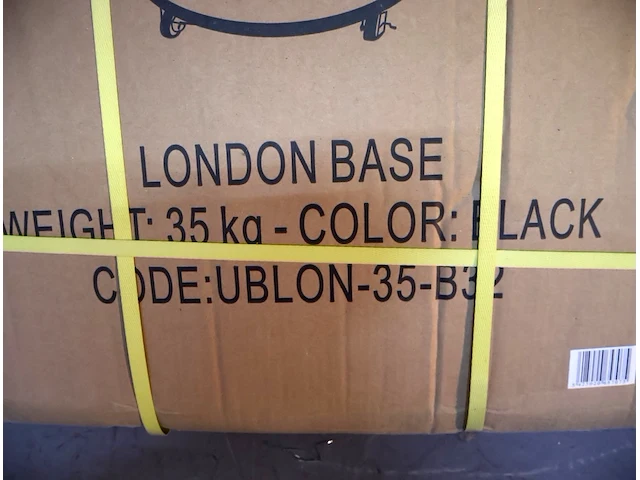 LONDON BASE
WEIGHT: 35 kg - COLOR: BLACK
CODE:UBLON-35-B32